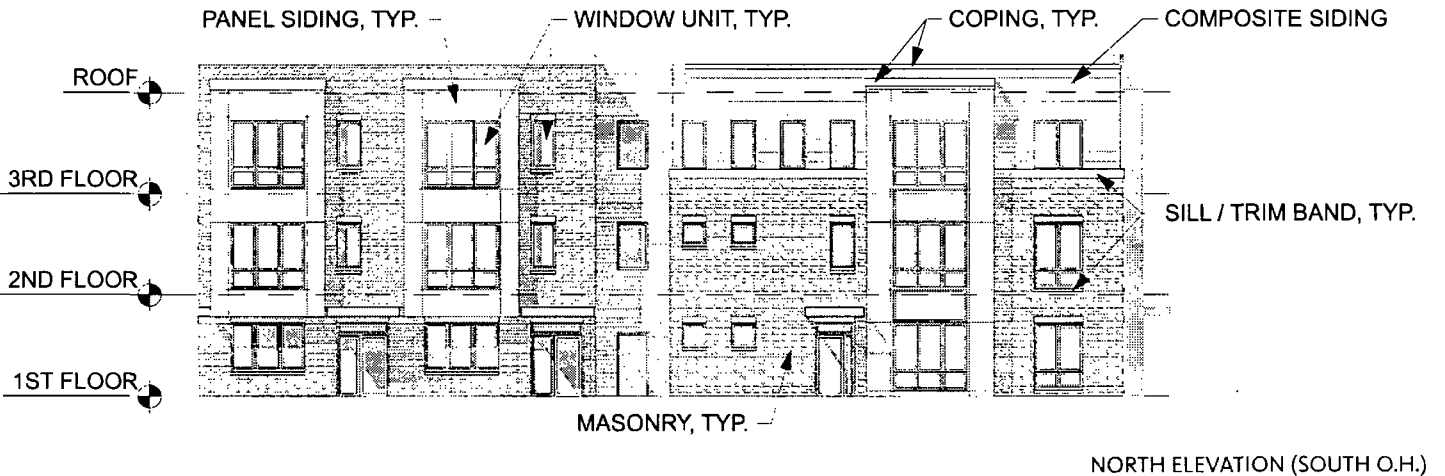 PANEL SIDING, TYP.
WINDOW UNIT, TYP.
COPING, TYP.
COMPOSITE SIDING
ROOF
3RD FLOOR
SILL / TRIM BAND, TYP.
2ND FLOOR
1ST FLOOR
MASONRY, TYP.
NORTH ELEVATION (SOUTH O.H.)